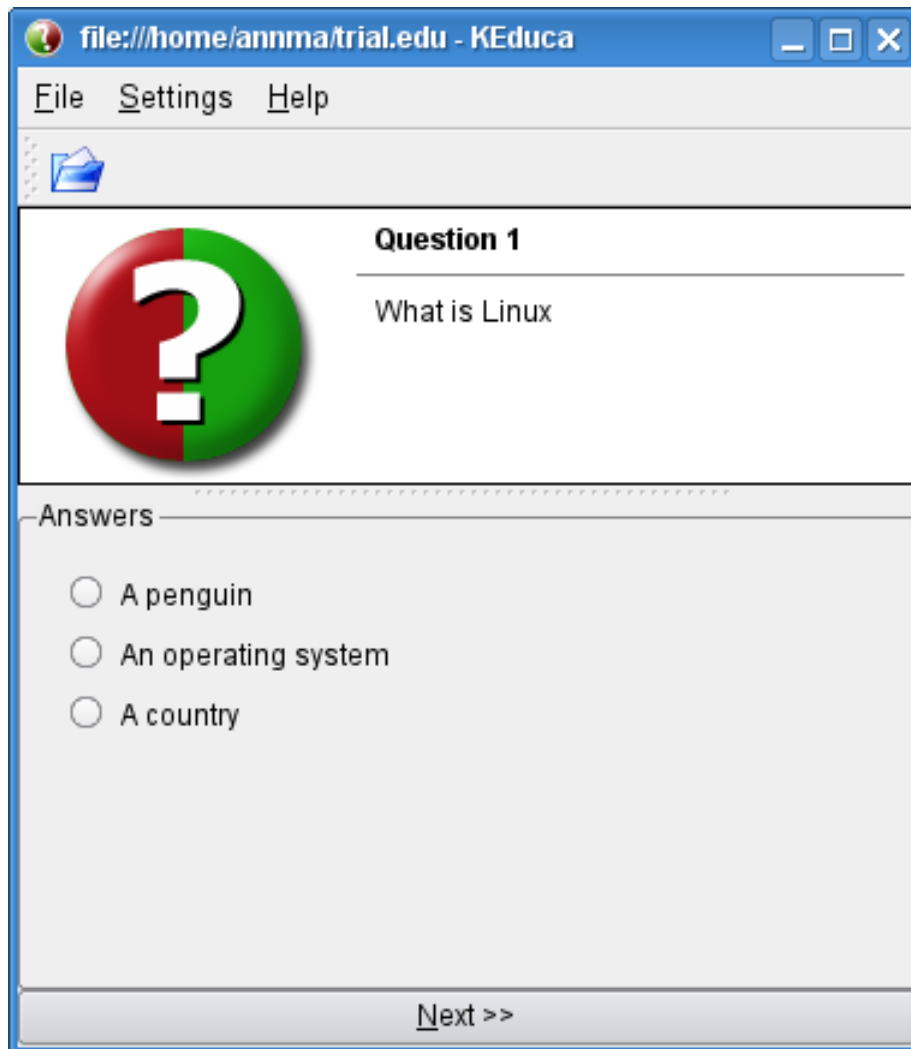 file:///home/annma/trial.edu - KEduca
File Settings Help
Question 1
What is Linux
Answers
A penguin
An operating system
A country
Next >>